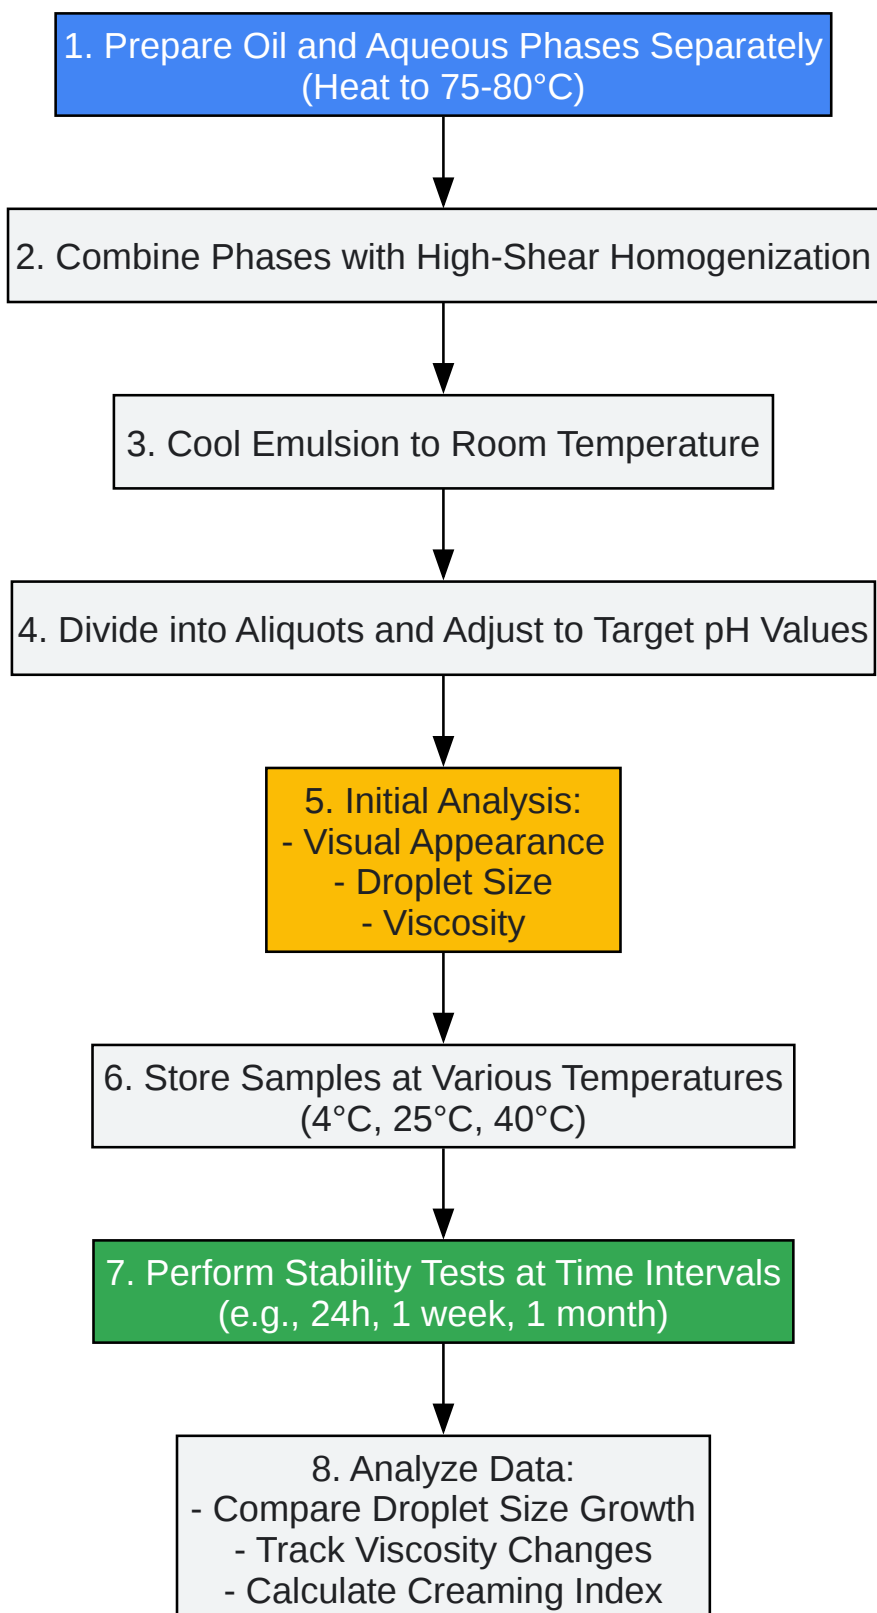 1. Prepare Oil and Aqueous Phases Separately
(Heat to 75-80°C)
2. Combine Phases with High-Shear Homogenization
3. Cool Emulsion to Room Temperature
4. Divide into Aliquots and Adjust to Target pH Values
5. Initial Analysis:
- Visual Appearance
- Droplet Size
- Viscosity
6. Store Samples at Various Temperatures
(4°C, 25°C, 40°C)
7. Perform Stability Tests at Time Intervals
(e.g., 24h, 1 week, 1 month)
8. Analyze Data:
- Compare Droplet Size Growth
- Track Viscosity Changes
- Calculate Creaming Index